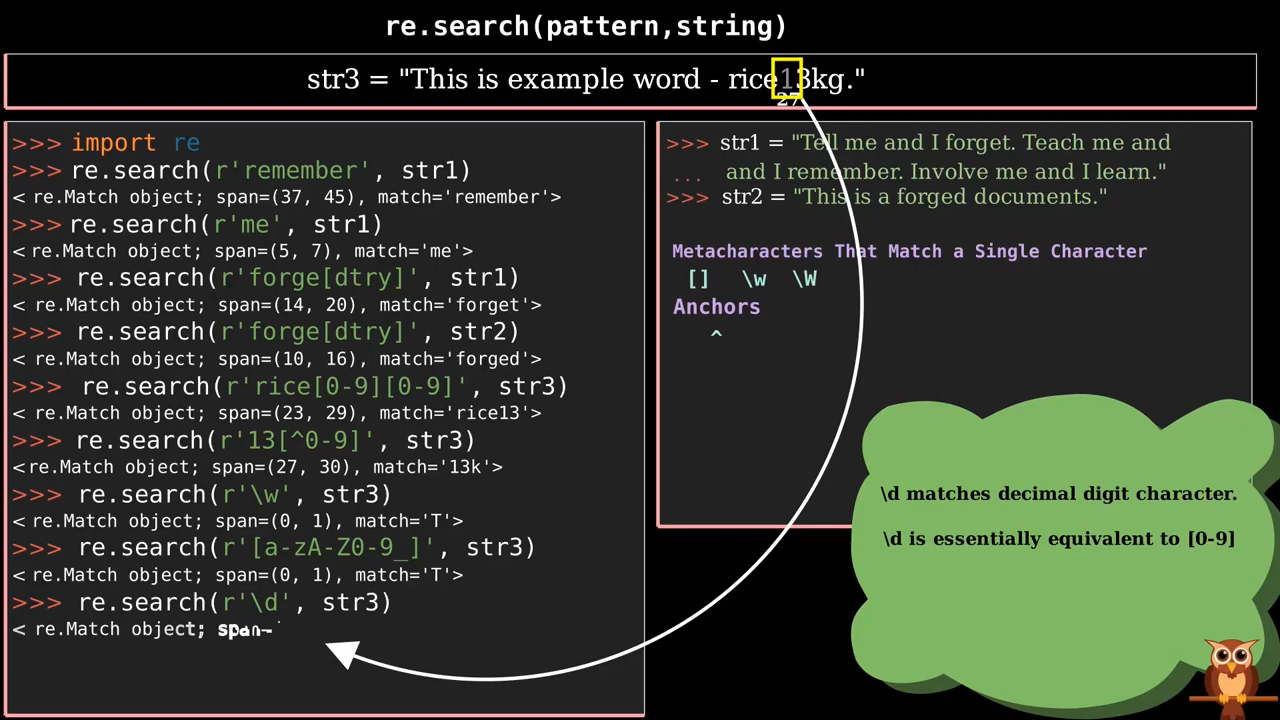 re.search(pattern,string)
str3 = "This is example word - rice13kg."
27
>>> import re
>>> re.search(r'remember', str1)
< re.Match object; span=(37, 45), match='remember'>
>>> re.search(r'me', str1)
< re.Match object; span=(5, 7), match='me'>
>>> re.search(r'forge[dtry]', str1)
< re.Match object; span=(14, 20), match='forget'>
>>> re.search(r'forge[dtry]', str2)
< re.Match object; span=(10, 16), match='forged'>
>>> re.search(r'rice[0-9][0-9]', str3)
< re.Match object; span=(23, 29), match='rice13'>
>>> re.search(r'13[^0-9]', str3)
< re.Match object; span=(27, 30), match='13k'>
>>> re.search(r'\w', str3)
< re.Match object; span=(0, 1), match='T'>
>>> re.search(r'[a-zA-Z0-9_]', str3)
< re.Match object; span=(0, 1), match='T'>
>>> re.search(r'\d', str3)
< re.Match object;
>>> str1 = "Tell me and I forget. Teach me and
... and I remember. Involve me and I learn."
>>> str2 = "This is a forged documents."
Metacharacters That Match a Single Character
[] \w \W
Anchors
^
\d matches decimal digit character.
\d is essentially equivalent to [0-9]